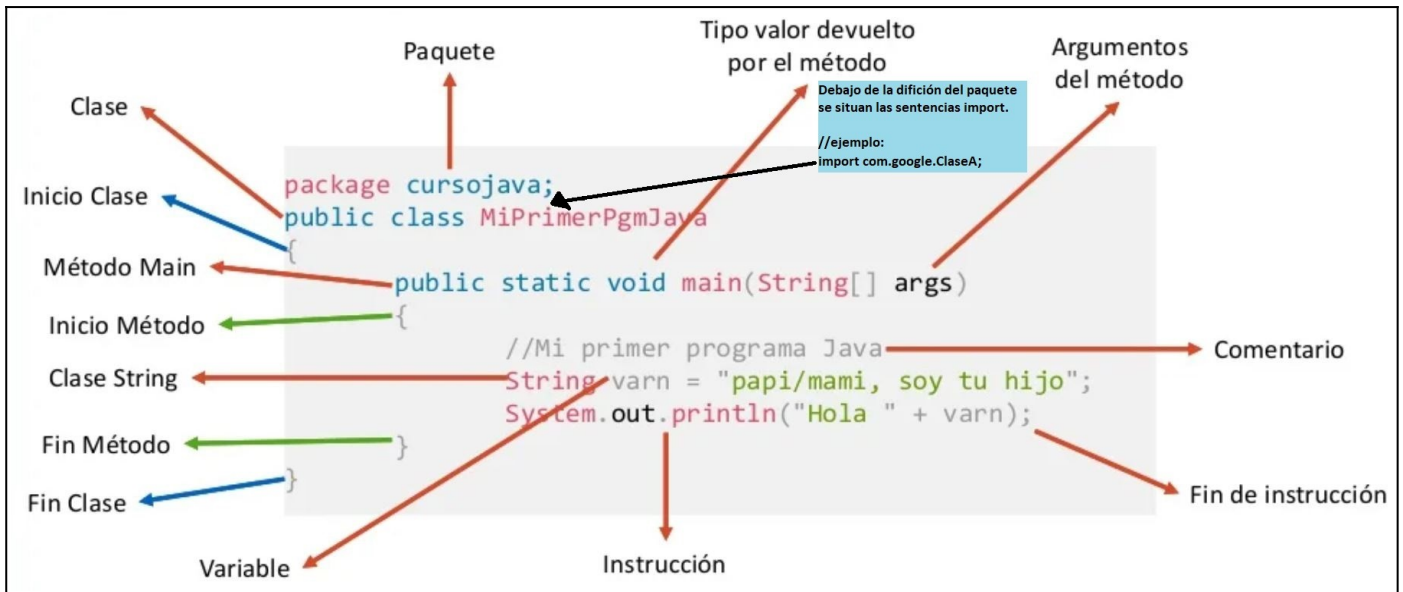 Tipo valor devuelto
por el método
Paquete
Argumentos
del método
Clase
Debajo de la difición del paquete
se situan las sentencias import.
//ejemplo:
import com.google.ClaseA;
package cursojava;
Inicio Clase
public class MiPrimerPgmJava
{
Método Main
public static void main(String[] args)
Inicio Método
{
//Mi primer programa Java
Comentario
Clase String
String varn = "papi/mami, soy tu hijo";
System.out.println("Hola " + varn);
Fin Método
}
Fin Clase
}
Fin de instrucción
Variable
Instrucción